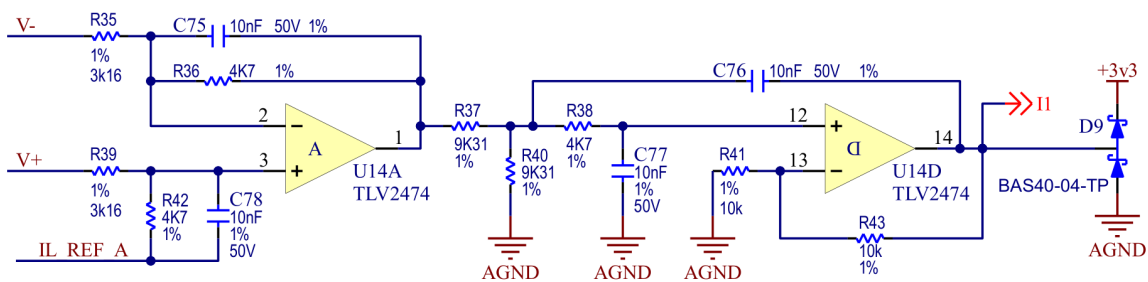 V-
R35
1%
3k16
C75
10nF 50V 1%
R36
4K7
1%
2
3
1
A
U14A
TLV2474
V+
R39
1%
3k16
R42
4K7
1%
C78
10nF
1%
50V
IL_REF_A
R37
9K31
1%
R40
9K31
1%
AGND
R38
4K7
1%
C77
10nF
1%
50V
AGND
C76
10nF 50V 1%
12
13
14
D
U14D
TLV2474
R41
1%
10k
AGND
R43
10k
1%
I1
+3v3
D9
BAS40-04-TP
AGND